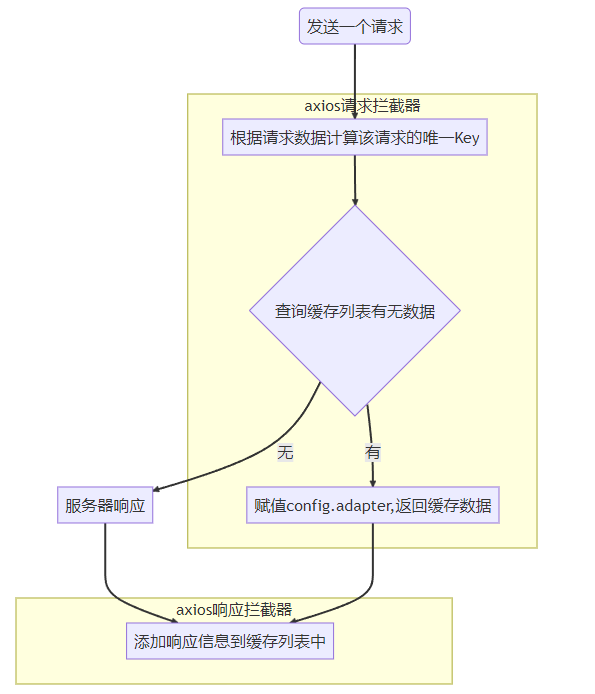 发送一个请求
axios请求拦截器
根据请求数据计算该请求的唯一Key
查询缓存列表有无数据
无
有
服务器响应
赋值config.adapter,返回缓存数据
axios响应拦截器
添加响应信息到缓存列表中